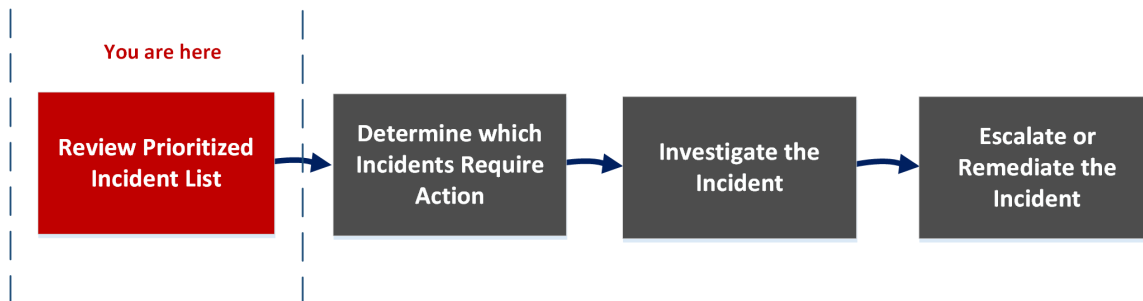 You are here
Review Prioritized
Incident List
Determine which
Incidents Require
Action
Investigate the
Incident
Escalate or
Remediate the
Incident